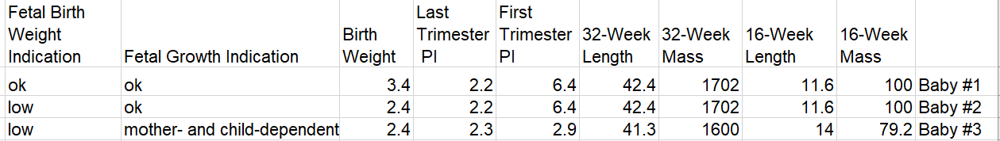 Fetal Birth Weight Indication Fetal Growth Indication Birth Weight Last Trimester PI First Trimester PI 32-Week Length 32-Week Mass 16-Week Length 16-Week Mass
ok ok 3.4 2.2 6.4 42.4 1702 11.6 100 Baby #1
low ok 2.4 2.2 6.4 42.4 1702 11.6 100 Baby #2
low mother- and child-dependent 2.4 2.3 2.9 41.3 1600 14 79.2 Baby #3